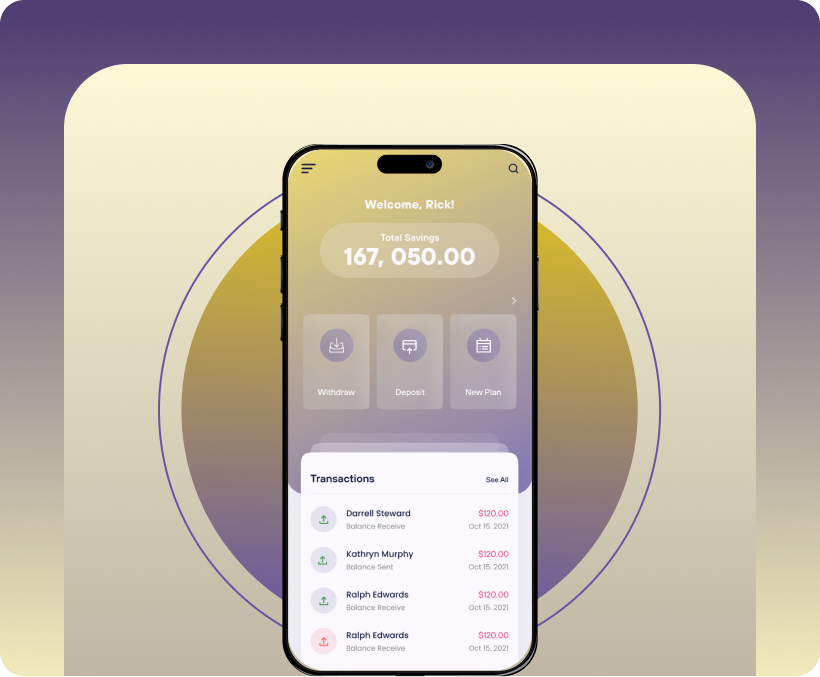 Welcome, Rick!
Total Savings
167, 050.00
Withdraw
Deposit
New Plan
Transactions
See All
Darrell Steward
$120.00
Balance Receive
Oct 15, 2021
Kathryn Murphy
$120.00
Balance Sent
Oct 15, 2021
Ralph Edwards
$120.00
Balance Receive
Oct 15, 2021
Ralph Edwards
$120.00
Balance Receive
Oct 15, 2021